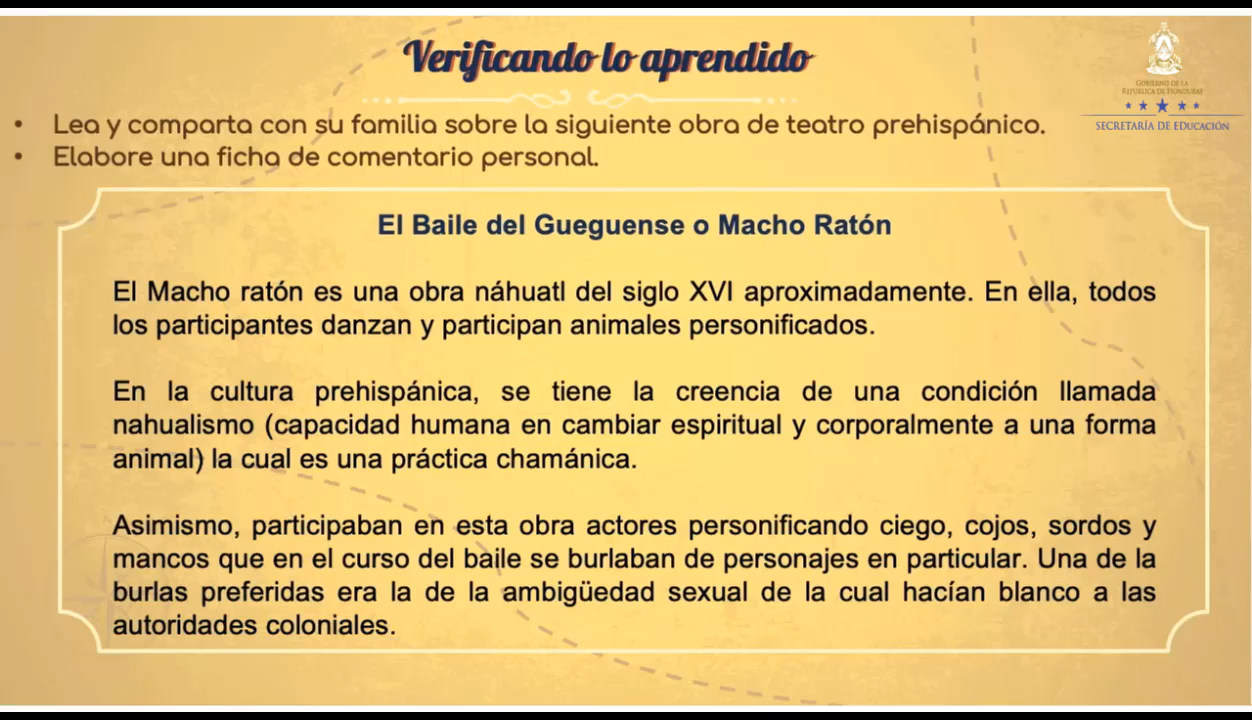 Verificando lo aprendido
GOBIERNO DE LA
REPÚBLICA DE HONDURAS
SECRETARÍA DE EDUCACIÓN
• Lea y comparta con su familia sobre la siguiente obra de teatro prehispánico.
• Elabore una ficha de comentario personal.
El Baile del Gueguense o Macho Ratón
El Macho ratón es una obra náhuatl del siglo XVI aproximadamente. En ella, todos
los participantes danzan y participan animales personificados.
En la cultura prehispánica, se tiene la creencia de una condición llamada
nahualismo (capacidad humana en cambiar espiritual y corporalmente a una forma
animal) la cual es una práctica chamánica.
Asimismo, participaban en esta obra actores personificando ciego, cojos, sordos y
mancos que en el curso del baile se burlaban de personajes en particular. Una de la
burlas preferidas era la de la ambigüedad sexual de la cual hacían blanco a las
autoridades coloniales.